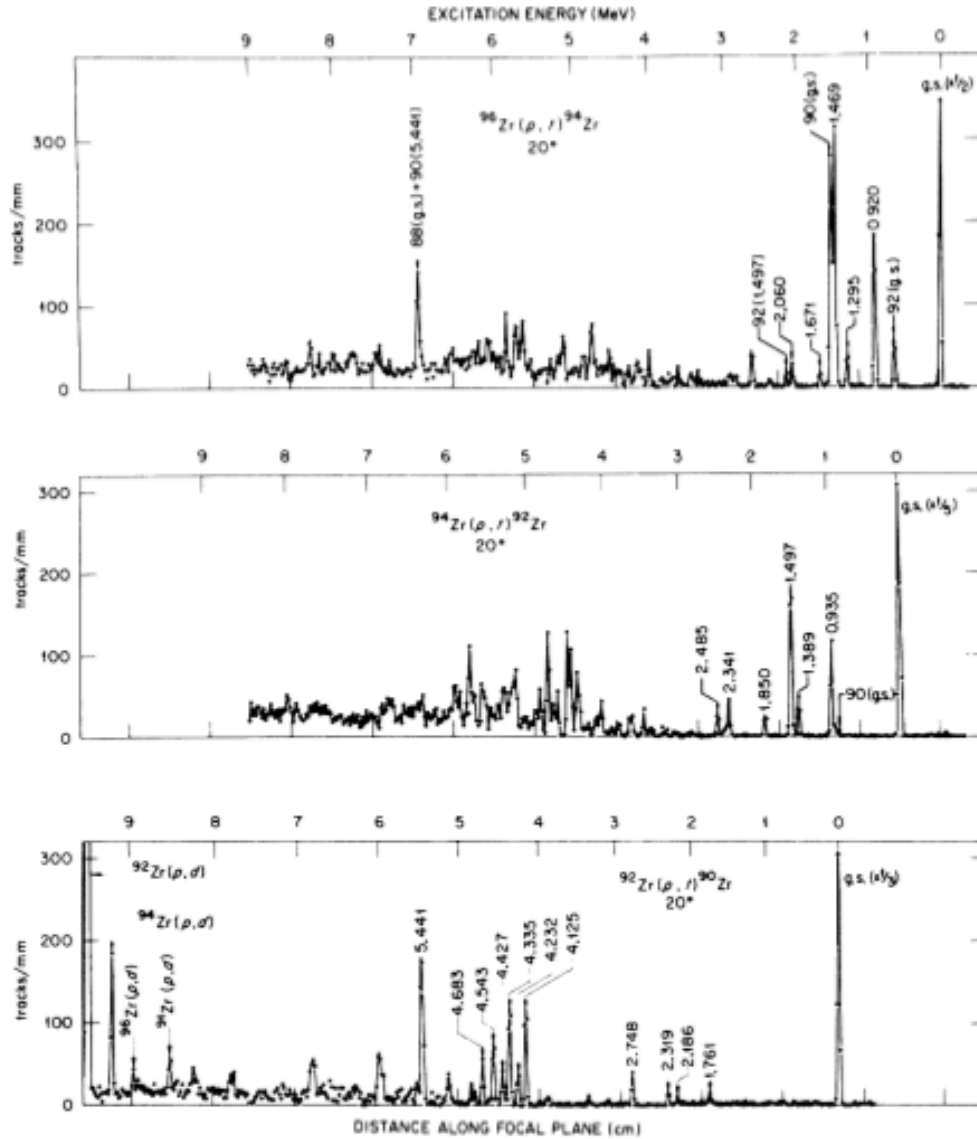 EXCITATION ENERGY (MeV)
9 8 7 6 5 4 3 2 1 0
tracks/mm
300
200
100
0
⁹⁶Zr(p,t)⁹⁴Zr
20°
88(g.s.)+90(5,441)
92(1,497)
2,060
1,671
90(g.s.)
1,469
1,295
0.920
92(g.s.)
g.s.(x1/2)
9 8 7 6 5 4 3 2 1 0
tracks/mm
300
200
100
0
⁹⁴Zr(p,t)⁹²Zr
20°
2,485
2,341
1,850
1,497
1,389
0.935
90(g.s.)
g.s.(x1/3)
9 8 7 6 5 4 3 2 1 0
tracks/mm
300
200
100
0
⁹²Zr(p,d)
⁹⁴Zr(p,d)
⁹⁶Zr(p,d)
⁹¹Zr(p,d)
5,441
4,683
4,543
4,427
4,335
4,232
4,125
⁹²Zr(p,t)⁹⁰Zr
20°
2.748
2.319
2.186
1,761
g.s.(x1/3)
DISTANCE ALONG FOCAL PLANE (cm)